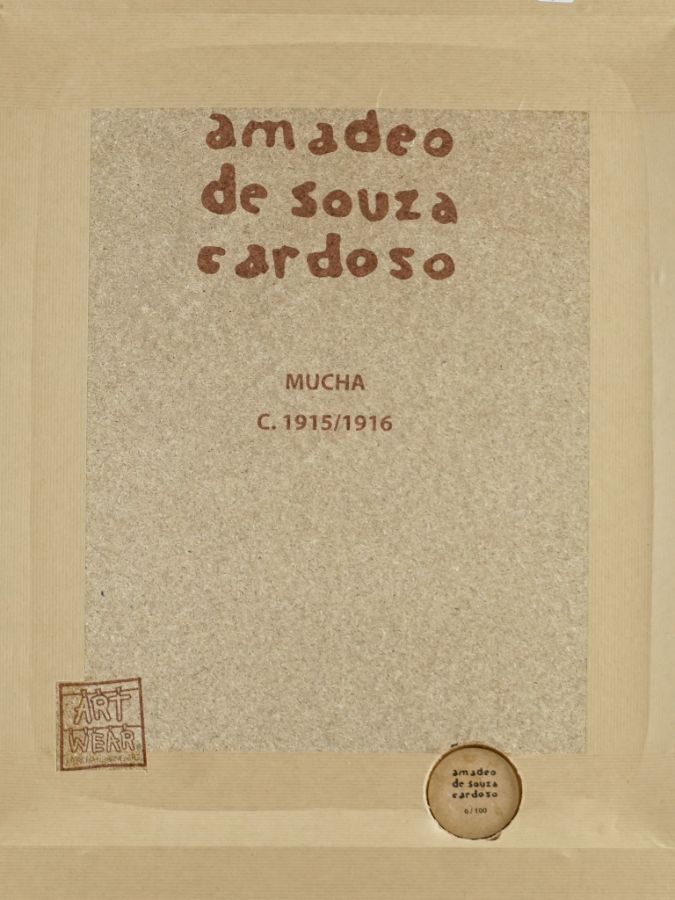 amadeo
de souza
cardoso
MUCHA
C. 1915/1916
ART
WEAR
amadeo
de souza
cardoso
6/100